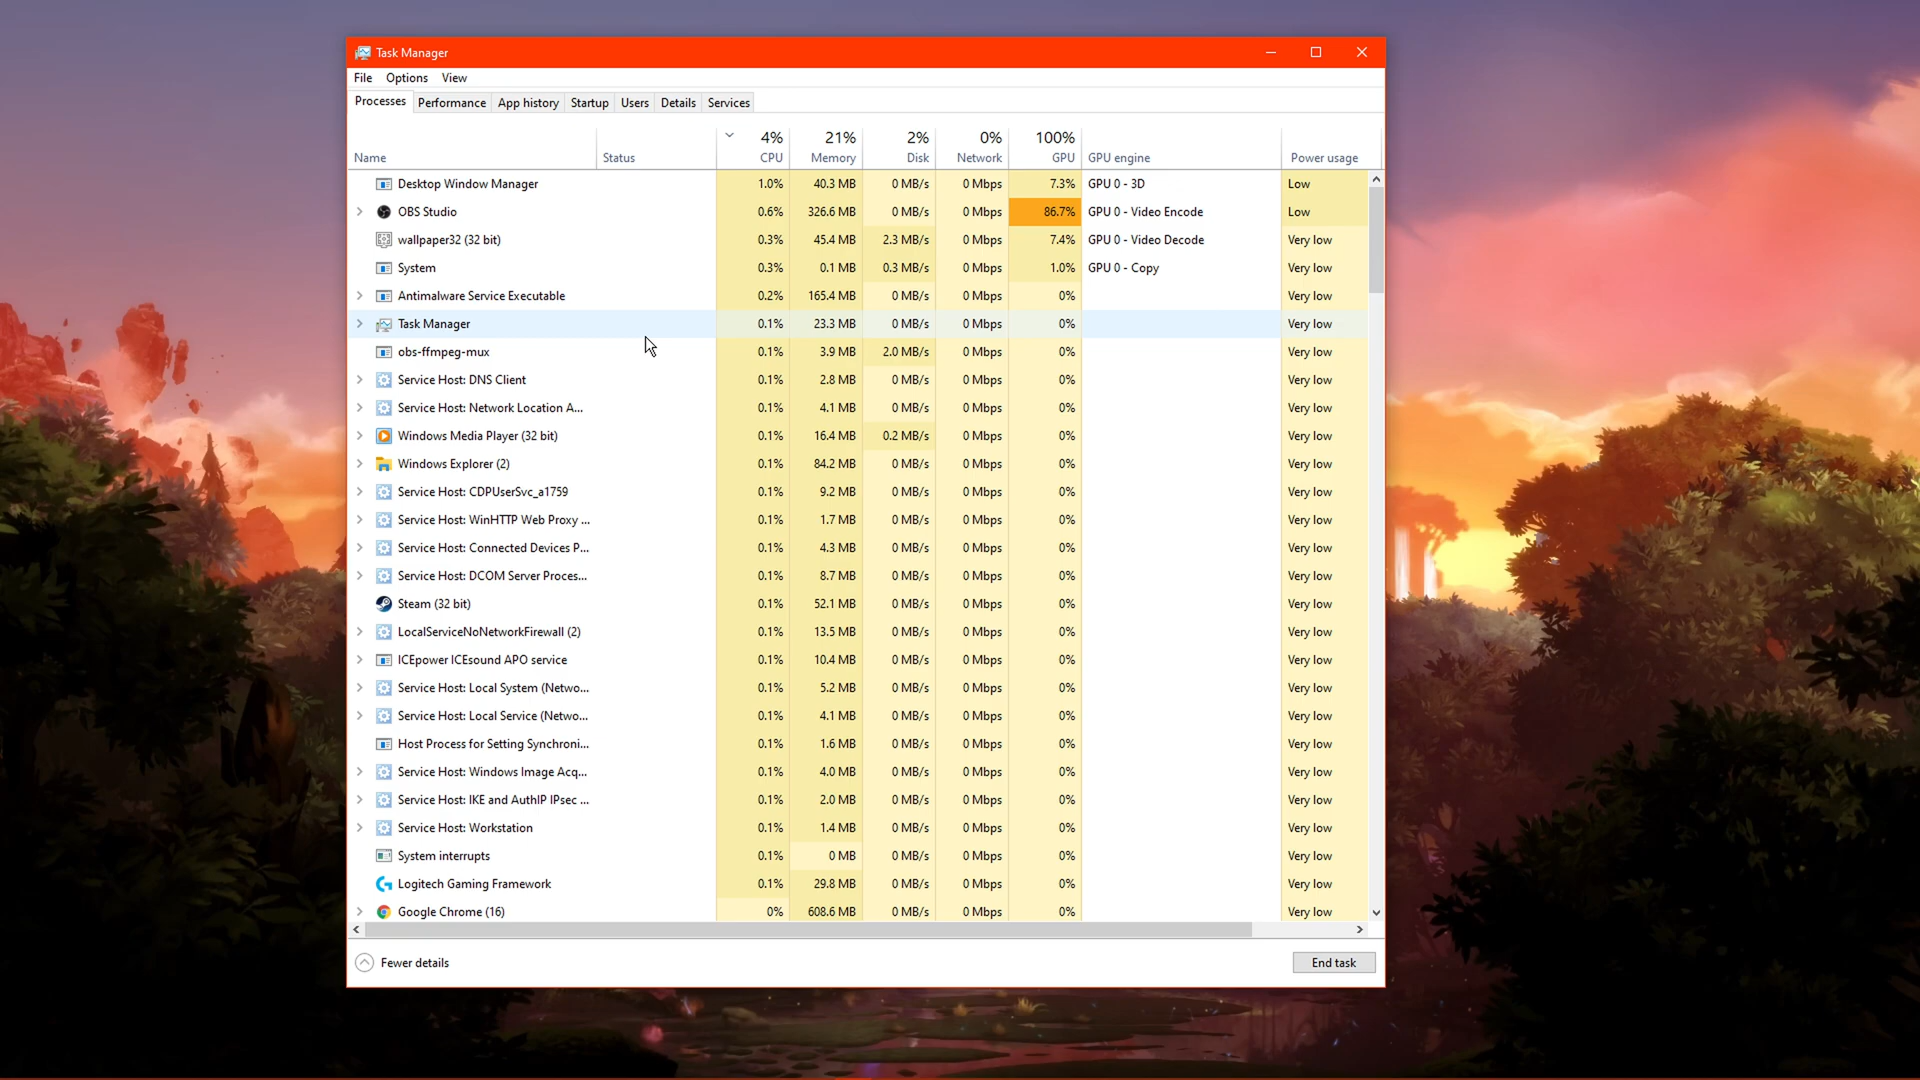 Task Manager
File Options View
Processes Performance App history Startup Users Details Services
4% 21% 2% 0% 100%
Name Status CPU Memory Disk Network GPU GPU engine Power usage
Desktop Window Manager 1.0% 40.3 MB 0 MB/s 0 Mbps 7.3% GPU 0 - 3D Low
OBS Studio 0.6% 326.6 MB 0 MB/s 0 Mbps 86.7% GPU 0 - Video Encode Low
wallpaper32 (32 bit) 0.3% 45.4 MB 2.3 MB/s 0 Mbps 7.4% GPU 0 - Video Decode Very low
System 0.3% 0.1 MB 0.3 MB/s 0 Mbps 1.0% GPU 0 - Copy Very low
Antimalware Service Executable 0.2% 165.4 MB 0 MB/s 0 Mbps 0% Very low
Task Manager 0.1% 23.3 MB 0 MB/s 0 Mbps 0% Very low
obs-ffmpeg-mux 0.1% 3.9 MB 2.0 MB/s 0 Mbps 0% Very low
Service Host: DNS Client 0.1% 2.8 MB 0 MB/s 0 Mbps 0% Very low
Service Host: Network Location A... 0.1% 4.1 MB 0 MB/s 0 Mbps 0% Very low
Windows Media Player (32 bit) 0.1% 16.4 MB 0.2 MB/s 0 Mbps 0% Very low
Windows Explorer (2) 0.1% 84.2 MB 0 MB/s 0 Mbps 0% Very low
Service Host: CDPUserSvc_a1759 0.1% 9.2 MB 0 MB/s 0 Mbps 0% Very low
Service Host: WinHTTP Web Proxy ... 0.1% 1.7 MB 0 MB/s 0 Mbps 0% Very low
Service Host: Connected Devices P... 0.1% 4.3 MB 0 MB/s 0 Mbps 0% Very low
Service Host: DCOM Server Proces... 0.1% 8.7 MB 0 MB/s 0 Mbps 0% Very low
Steam (32 bit) 0.1% 52.1 MB 0 MB/s 0 Mbps 0% Very low
LocalServiceNoNetworkFirewall (2) 0.1% 13.5 MB 0 MB/s 0 Mbps 0% Very low
ICEpower ICEsound APO service 0.1% 10.4 MB 0 MB/s 0 Mbps 0% Very low
Service Host: Local System (Netwo... 0.1% 5.2 MB 0 MB/s 0 Mbps 0% Very low
Service Host: Local Service (Netwo... 0.1% 4.1 MB 0 MB/s 0 Mbps 0% Very low
Host Process for Setting Synchroni... 0.1% 1.6 MB 0 MB/s 0 Mbps 0% Very low
Service Host: Windows Image Acq... 0.1% 4.0 MB 0 MB/s 0 Mbps 0% Very low
Service Host: IKE and AuthIP IPsec ... 0.1% 2.0 MB 0 MB/s 0 Mbps 0% Very low
Service Host: Workstation 0.1% 1.4 MB 0 MB/s 0 Mbps 0% Very low
System interrupts 0.1% 0 MB 0 MB/s 0 Mbps 0% Very low
Logitech Gaming Framework 0.1% 29.8 MB 0 MB/s 0 Mbps 0% Very low
Google Chrome (16) 0% 608.6 MB 0 MB/s 0 Mbps 0% Very low
Fewer details End task